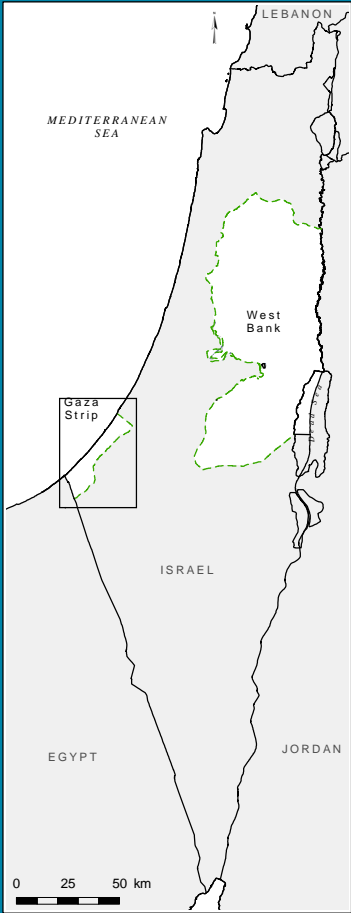 LEBANON
MEDITERRANEAN
SEA
West
Bank
Gaza
Strip
Dead Sea
ISRAEL
EGYPT
JORDAN
0 25 50 km